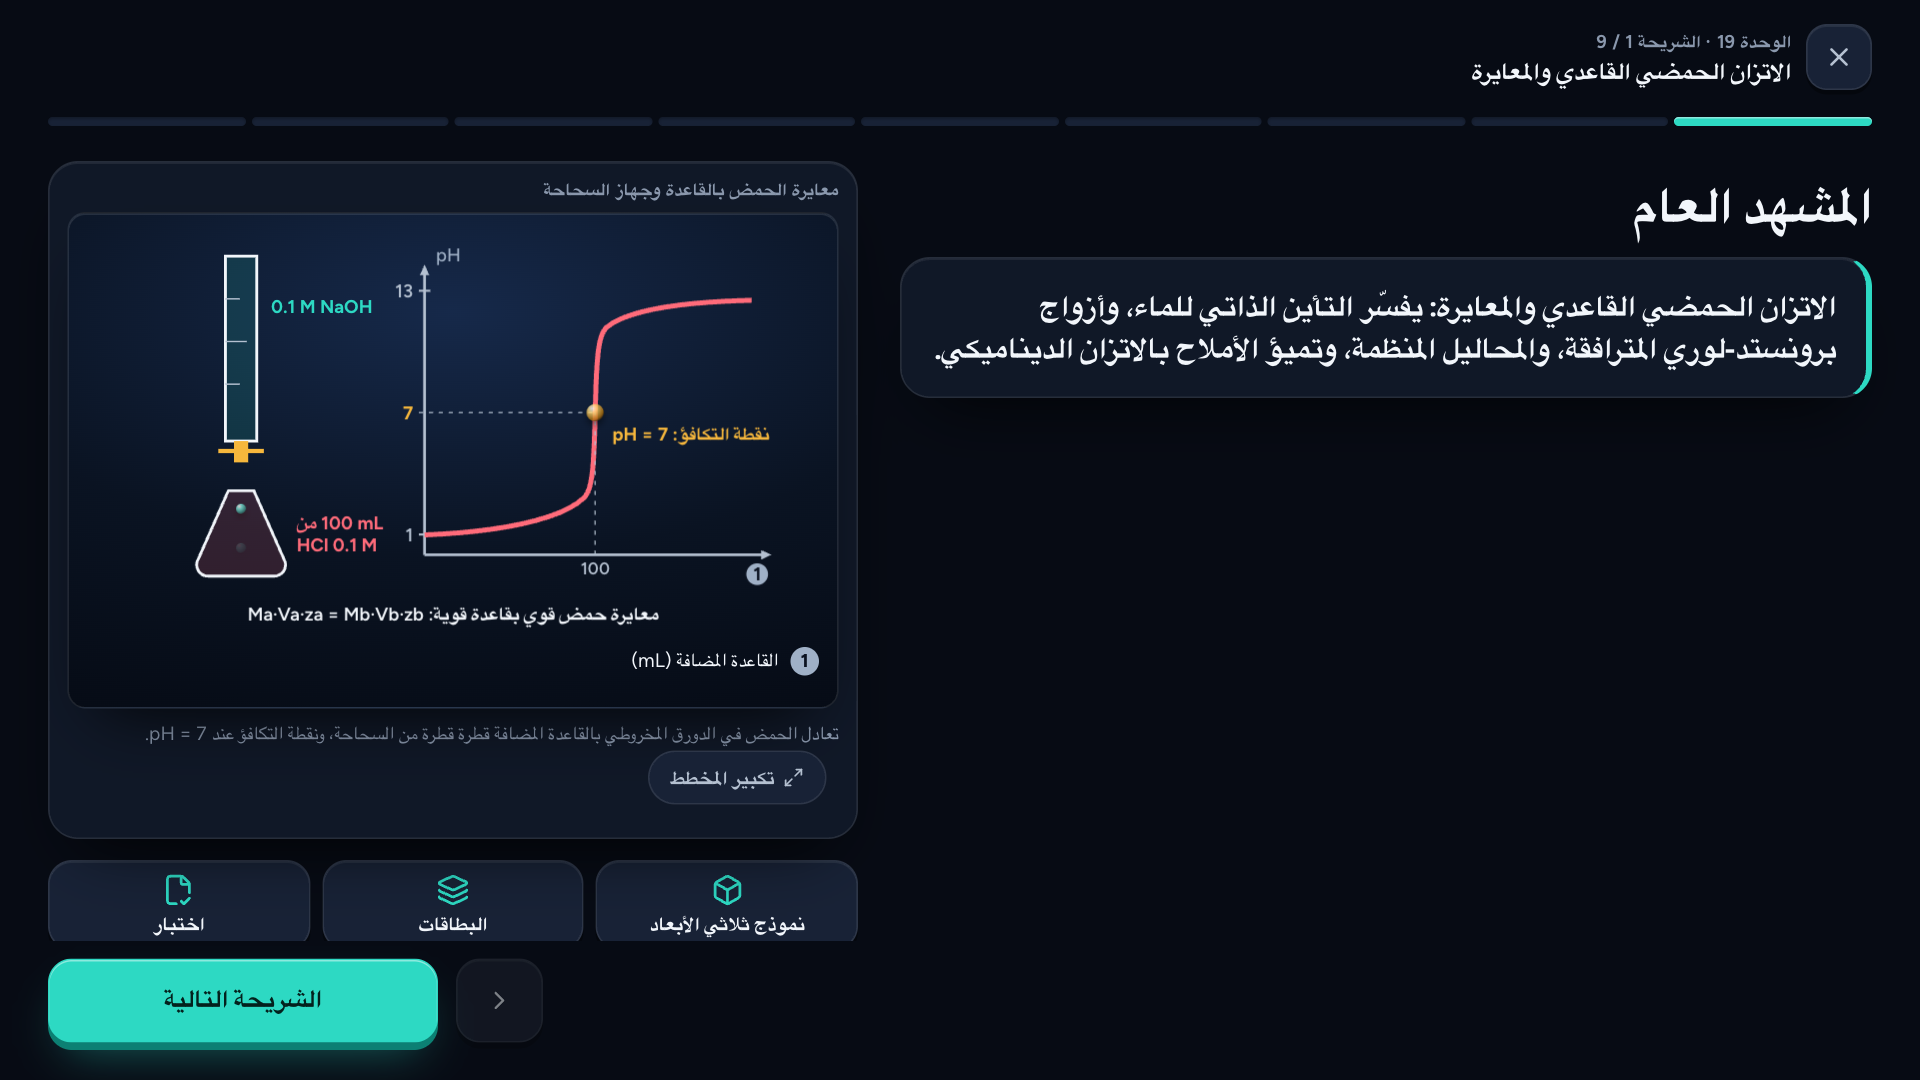 الوحدة 19 · الشريحة 1 / 9
الاتزان الحمضي القاعدي والمعايرة
المشهد العام
الاتزان الحمضي القاعدي والمعايرة: يفسّر التأين الذاتي للماء، وأزواج
برونستد-لوري المترافقة، والمحاليل المنظمة، وتميؤ الأملاح بالاتزان الديناميكي.
معايرة الحمض بالقاعدة وجهاز السحاحة
pH
13
0.1 M NaOH
7
نقطة التكافؤ: pH = 7
100 mL من
HCl 0.1 M
1
100
1
معايرة حمض قوي بقاعدة قوية: Ma·Va·za = Mb·Vb·zb
1 القاعدة المضافة (mL)
تعادل الحمض في الدورق المخروطي بالقاعدة المضافة قطرة قطرة من السحاحة، ونقطة التكافؤ عند pH = 7.
تكبير المخطط
نموذج ثلاثي الأبعاد
البطاقات
اختبار
الشريحة التالية